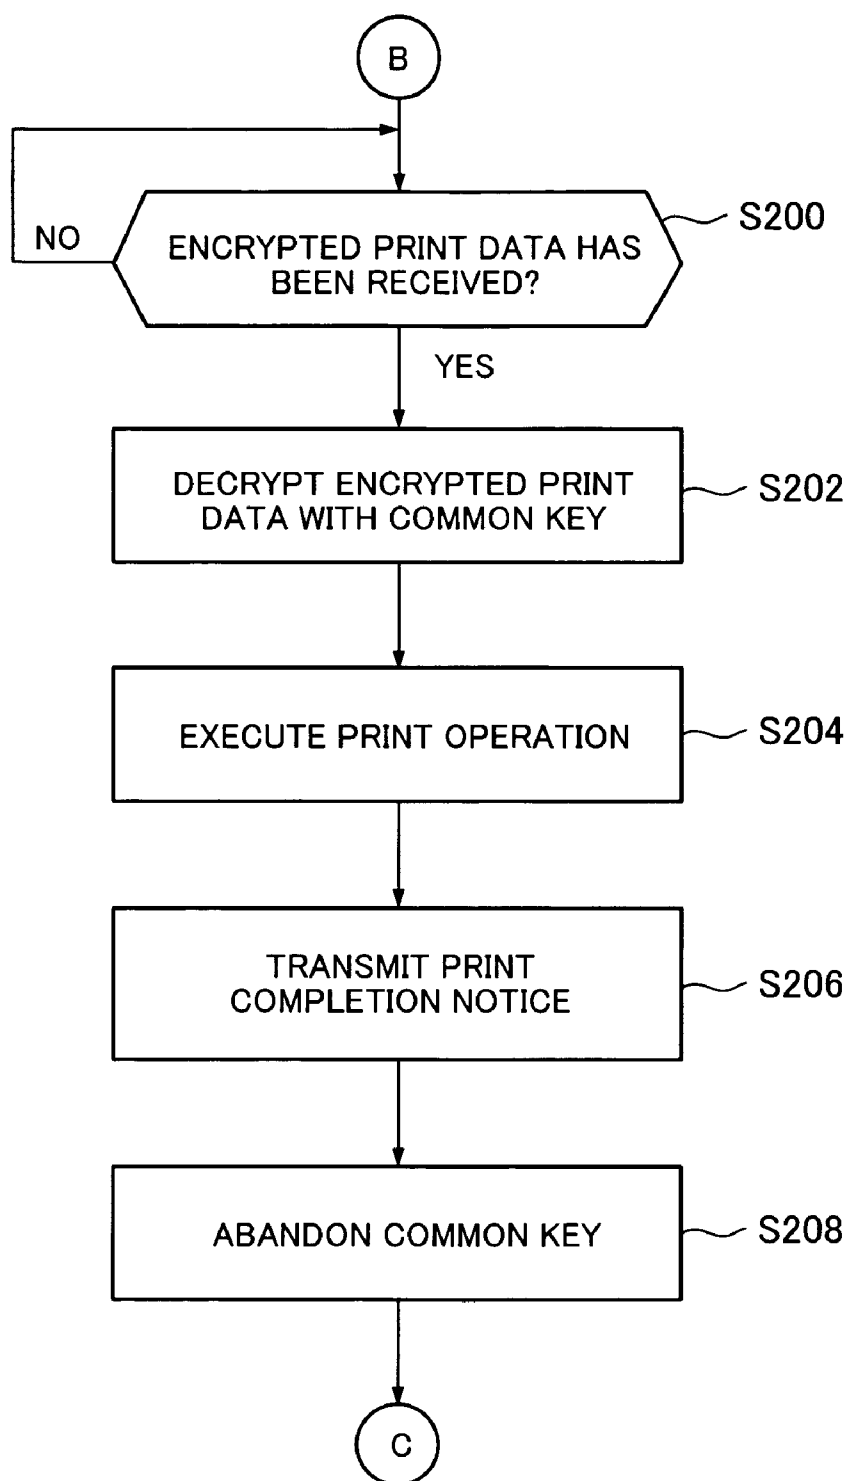 B
NO
ENCRYPTED PRINT DATA HAS
BEEN RECEIVED?
S200
YES
DECRYPT ENCRYPTED PRINT
DATA WITH COMMON KEY
S202
EXECUTE PRINT OPERATION
S204
TRANSMIT PRINT
COMPLETION NOTICE
S206
ABANDON COMMON KEY
S208
C